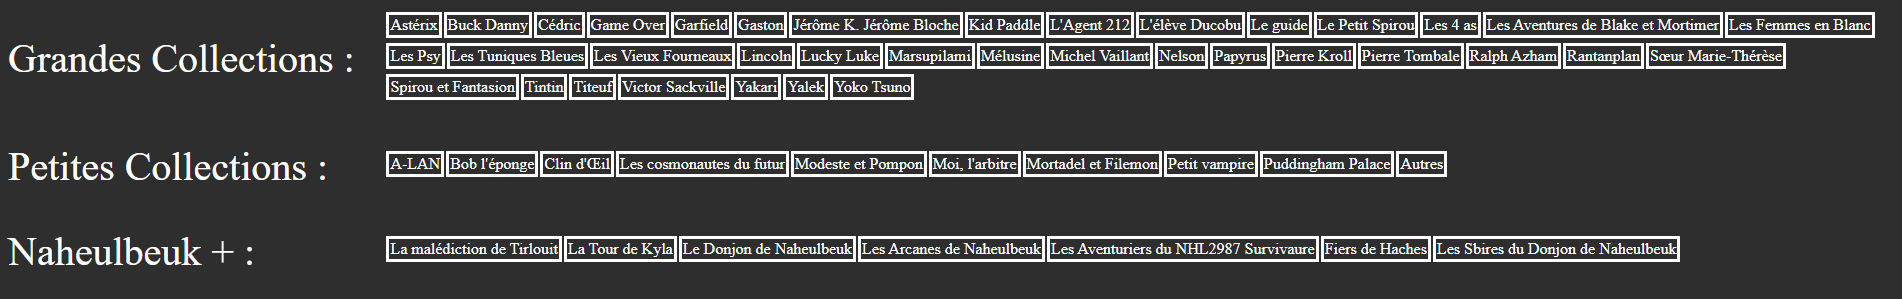 Astérix Buck Danny Cédric Game Over Garfield Gaston Jérôme K. Jérôme Bloche Kid Paddle L'Agent 212 L'élève Ducobu Le guide Le Petit Spirou Les 4 as Les Aventures de Blake et Mortimer Les Femmes en Blanc
Grandes Collections : Les Psy Les Tuniques Bleues Les Vieux Fourneaux Lincoln Lucky Luke Marsupilami Mélusine Michel Vaillant Nelson Papyrus Pierre Kroll Pierre Tombale Ralph Azham Rantanplan Sœur Marie-Thérèse
Spirou et Fantasion Tintin Titeuf Victor Sackville Yakari Yalek Yoko Tsuno
Petites Collections : A-LAN Bob l'éponge Clin d'Œil Les cosmonautes du futur Modeste et Pompon Moi, l'arbitre Mortadel et Filemon Petit vampire Puddingham Palace Autres
Naheulbeuk + : La malédiction de Tirlouit La Tour de Kyla Le Donjon de Naheulbeuk Les Arcanes de Naheulbeuk Les Aventuriers du NHL2987 Survivaure Fiers de Haches Les Sbires du Donjon de Naheulbeuk